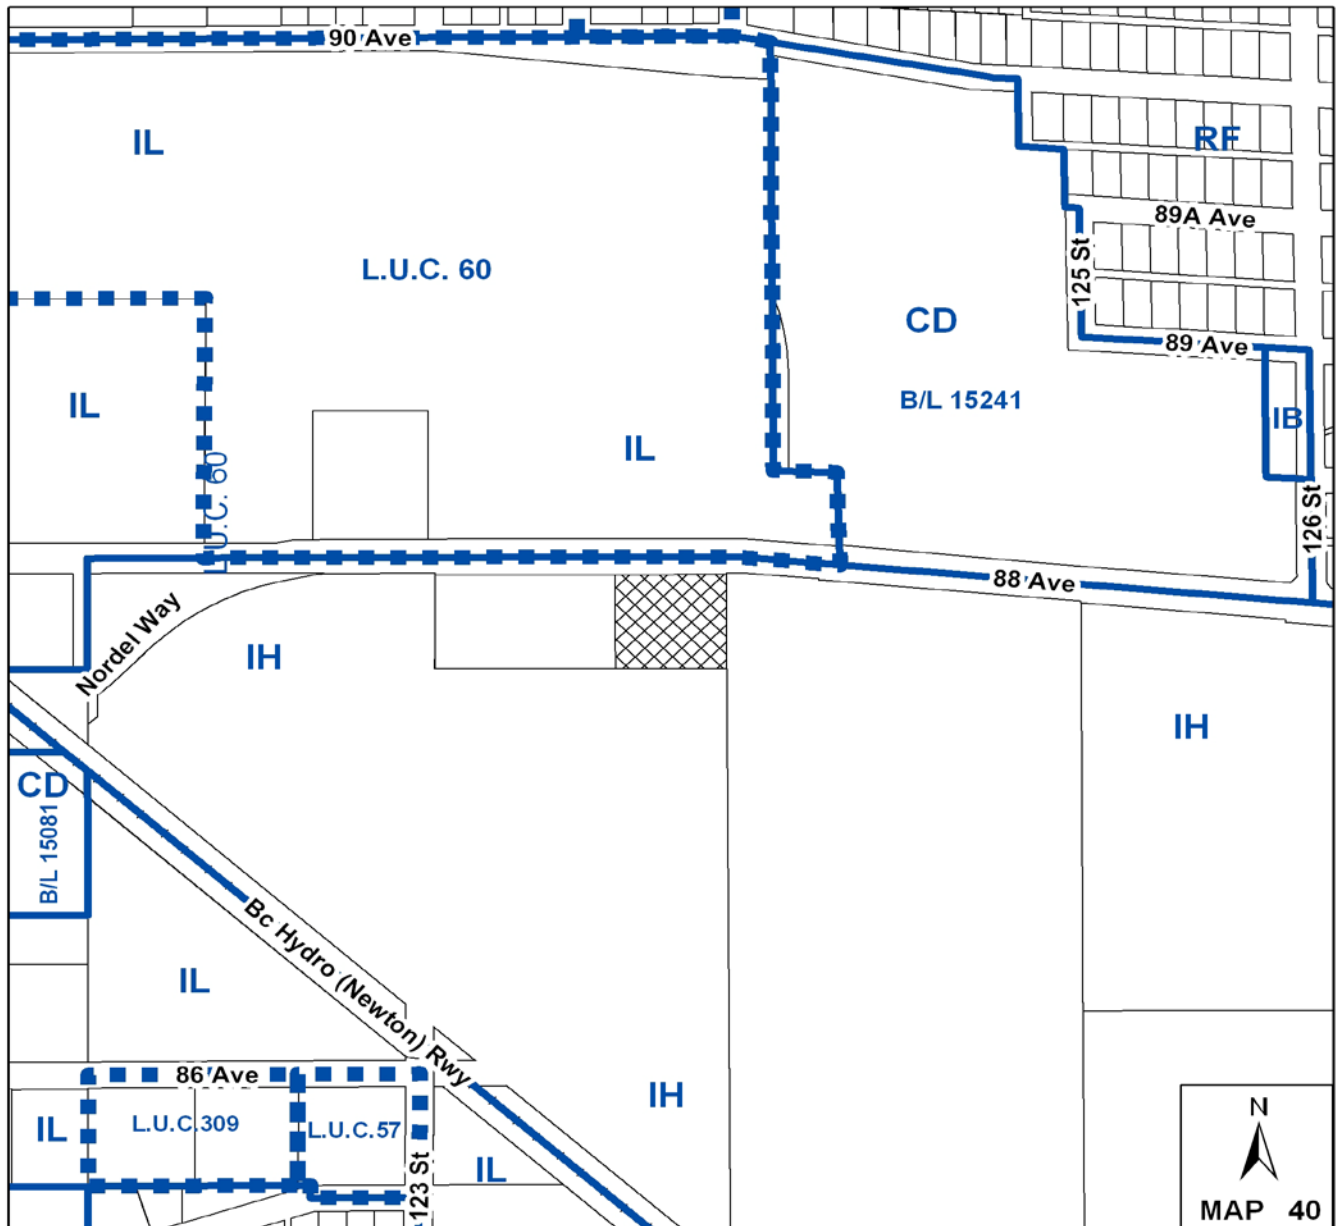 90 Ave
IL
RF
89A Ave
L.U.C. 60
125 St
CD
89 Ave
IL
B/L 15241
IB
IL
L.U.C. 60
126 St
88 Ave
Nordel Way
IH
IH
CD
B/L 15081
Bc Hydro (Newton) Rwy
IL
86 Ave
IH
N
L.U.C.309
L.U.C.57
IL
IL
123 St
MAP 40